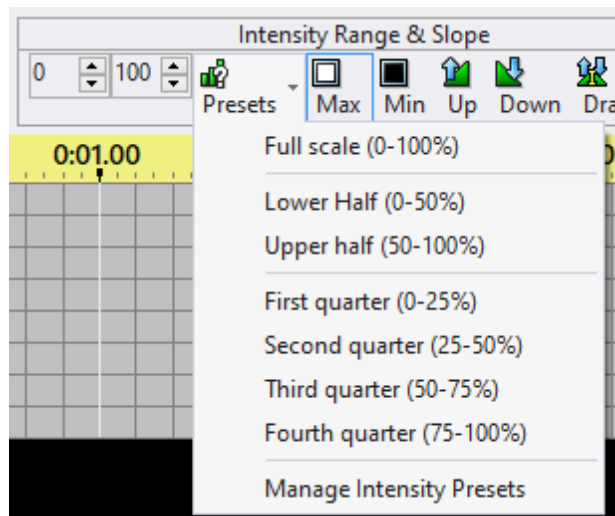 Intensity Range & Slope
0 100
Presets Max Min Up Down
0:01.00
Full scale (0-100%)
Lower Half (0-50%)
Upper half (50-100%)
First quarter (0-25%)
Second quarter (25-50%)
Third quarter (50-75%)
Fourth quarter (75-100%)
Manage Intensity Presets